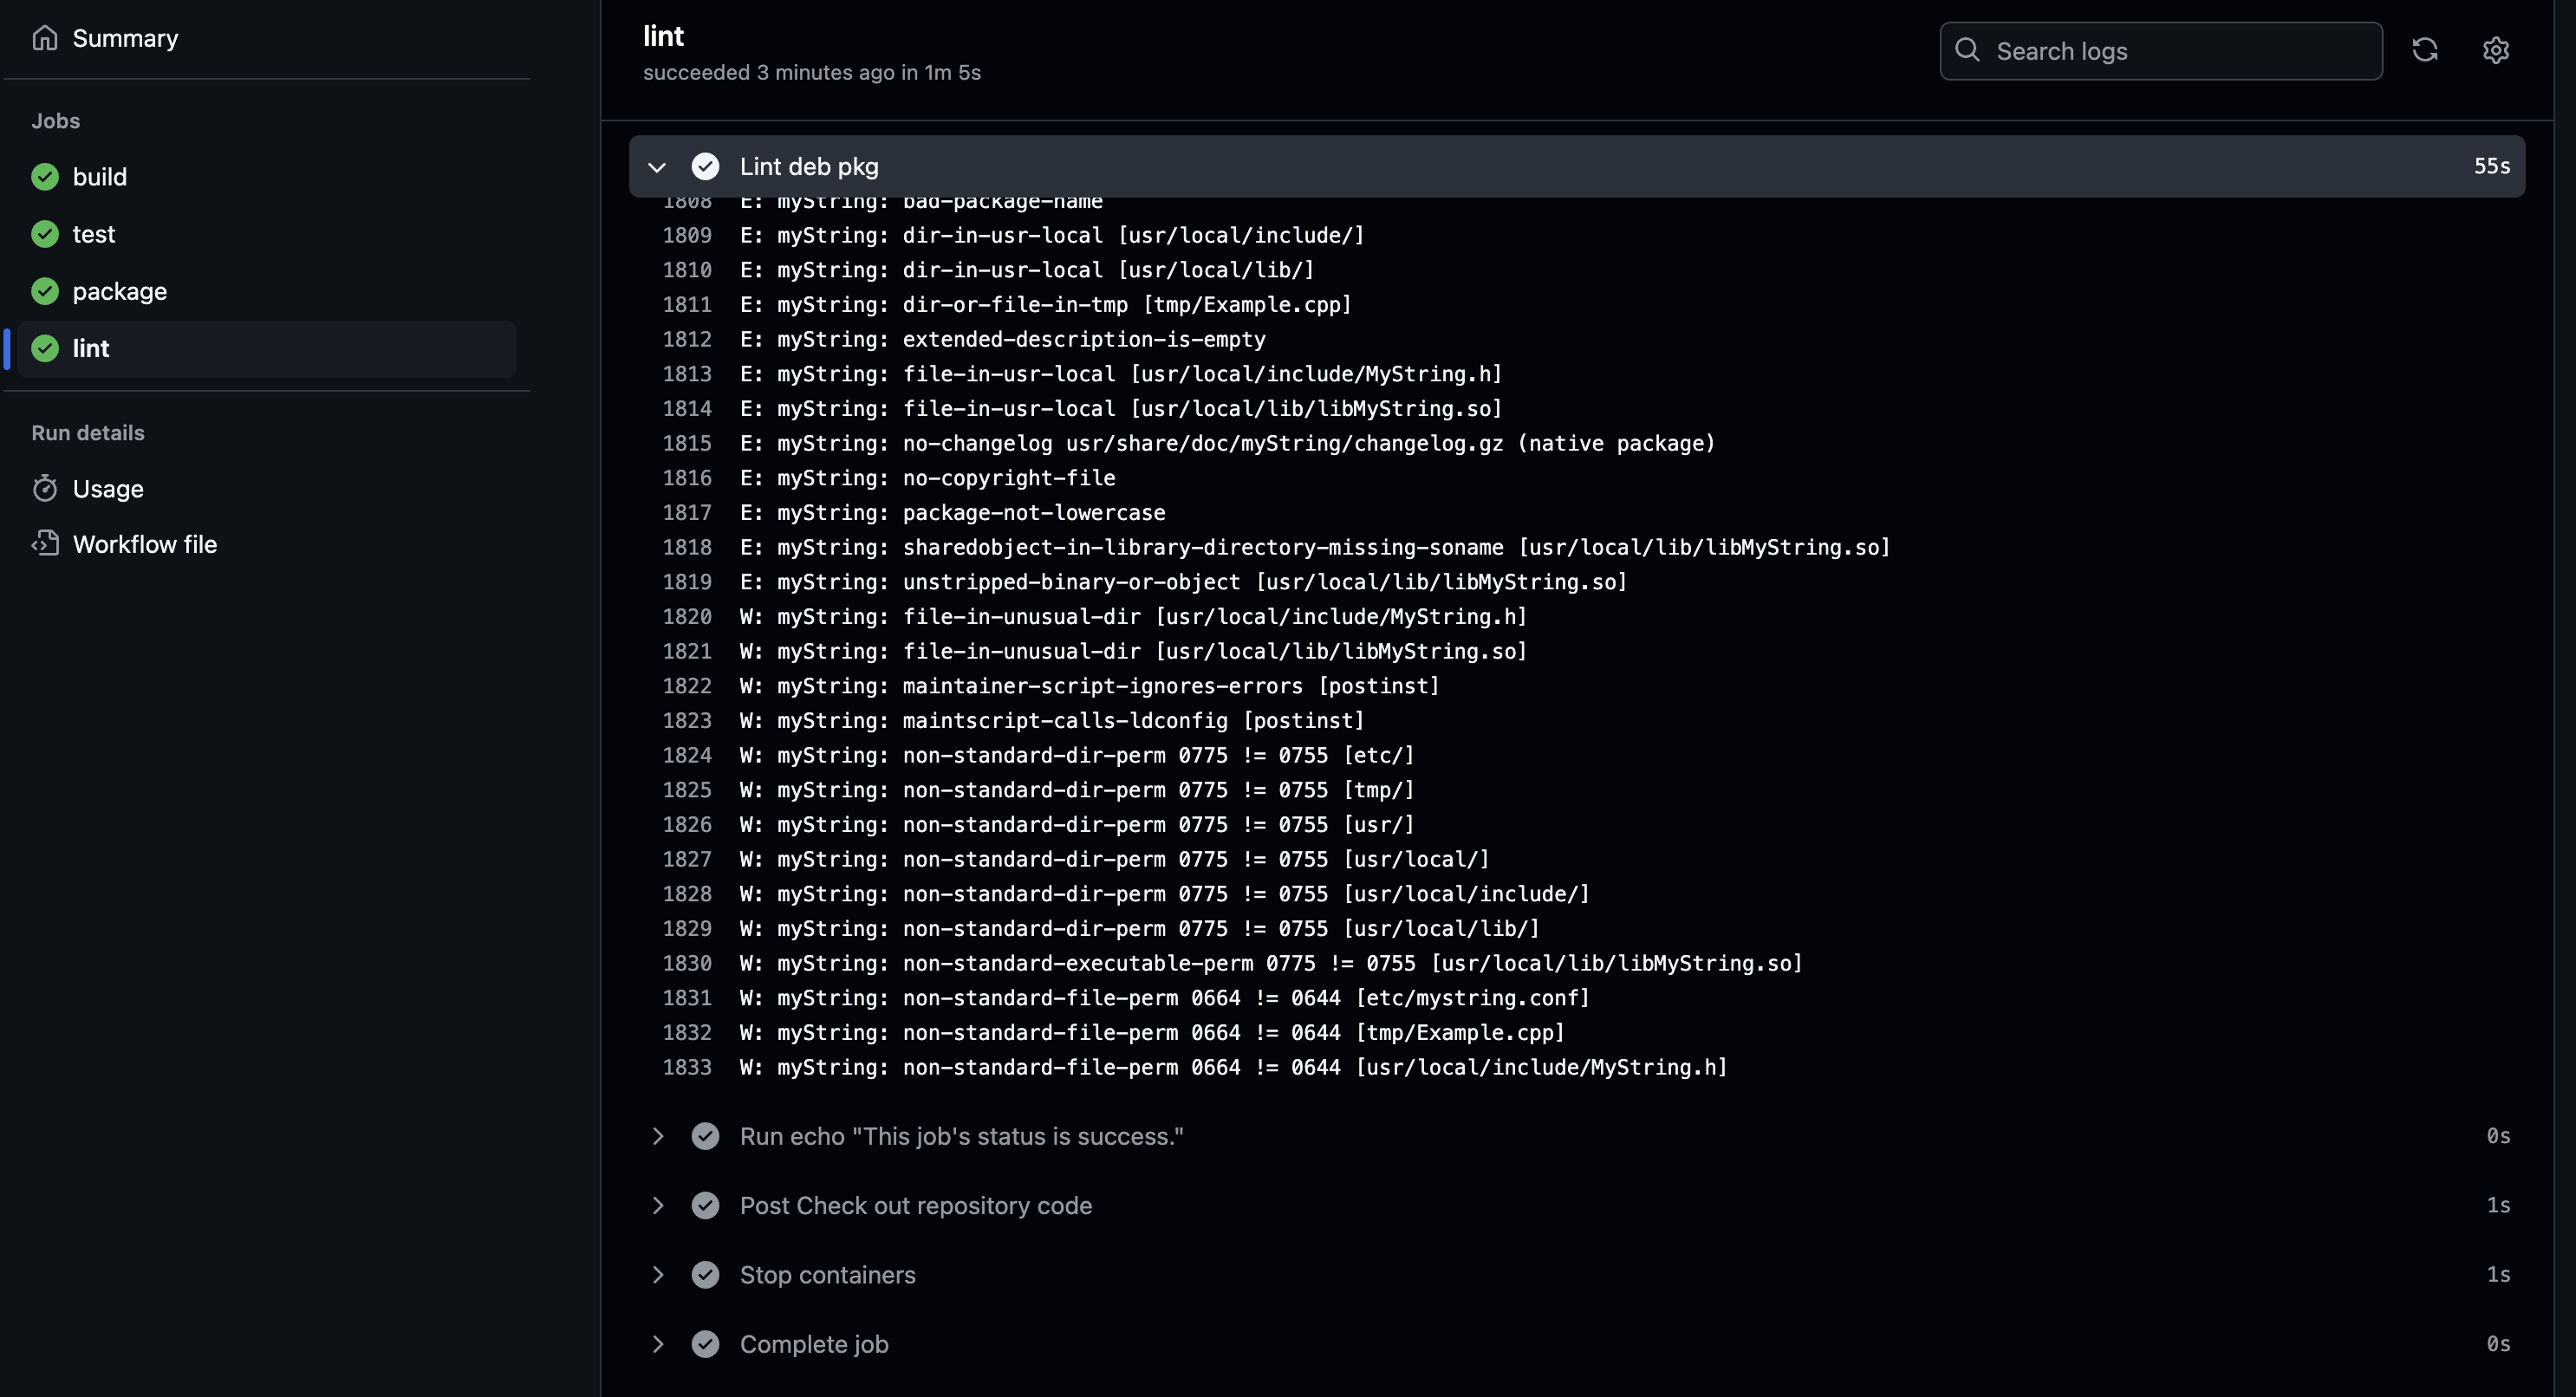 Summary
Jobs
build
test
package
lint
Run details
Usage
Workflow file
lint
succeeded 3 minutes ago in 1m 5s
Search logs
Lint deb pkg 55s
1808 E: myString: bad-package-name
1809 E: myString: dir-in-usr-local [usr/local/include/]
1810 E: myString: dir-in-usr-local [usr/local/lib/]
1811 E: myString: dir-or-file-in-tmp [tmp/Example.cpp]
1812 E: myString: extended-description-is-empty
1813 E: myString: file-in-usr-local [usr/local/include/MyString.h]
1814 E: myString: file-in-usr-local [usr/local/lib/libMyString.so]
1815 E: myString: no-changelog usr/share/doc/myString/changelog.gz (native package)
1816 E: myString: no-copyright-file
1817 E: myString: package-not-lowercase
1818 E: myString: sharedobject-in-library-directory-missing-soname [usr/local/lib/libMyString.so]
1819 E: myString: unstripped-binary-or-object [usr/local/lib/libMyString.so]
1820 W: myString: file-in-unusual-dir [usr/local/include/MyString.h]
1821 W: myString: file-in-unusual-dir [usr/local/lib/libMyString.so]
1822 W: myString: maintainer-script-ignores-errors [postinst]
1823 W: myString: maintscript-calls-ldconfig [postinst]
1824 W: myString: non-standard-dir-perm 0775 != 0755 [etc/]
1825 W: myString: non-standard-dir-perm 0775 != 0755 [tmp/]
1826 W: myString: non-standard-dir-perm 0775 != 0755 [usr/]
1827 W: myString: non-standard-dir-perm 0775 != 0755 [usr/local/]
1828 W: myString: non-standard-dir-perm 0775 != 0755 [usr/local/include/]
1829 W: myString: non-standard-dir-perm 0775 != 0755 [usr/local/lib/]
1830 W: myString: non-standard-executable-perm 0775 != 0755 [usr/local/lib/libMyString.so]
1831 W: myString: non-standard-file-perm 0664 != 0644 [etc/mystring.conf]
1832 W: myString: non-standard-file-perm 0664 != 0644 [tmp/Example.cpp]
1833 W: myString: non-standard-file-perm 0664 != 0644 [usr/local/include/MyString.h]
Run echo "This job's status is success." 0s
Post Check out repository code 1s
Stop containers 1s
Complete job 0s